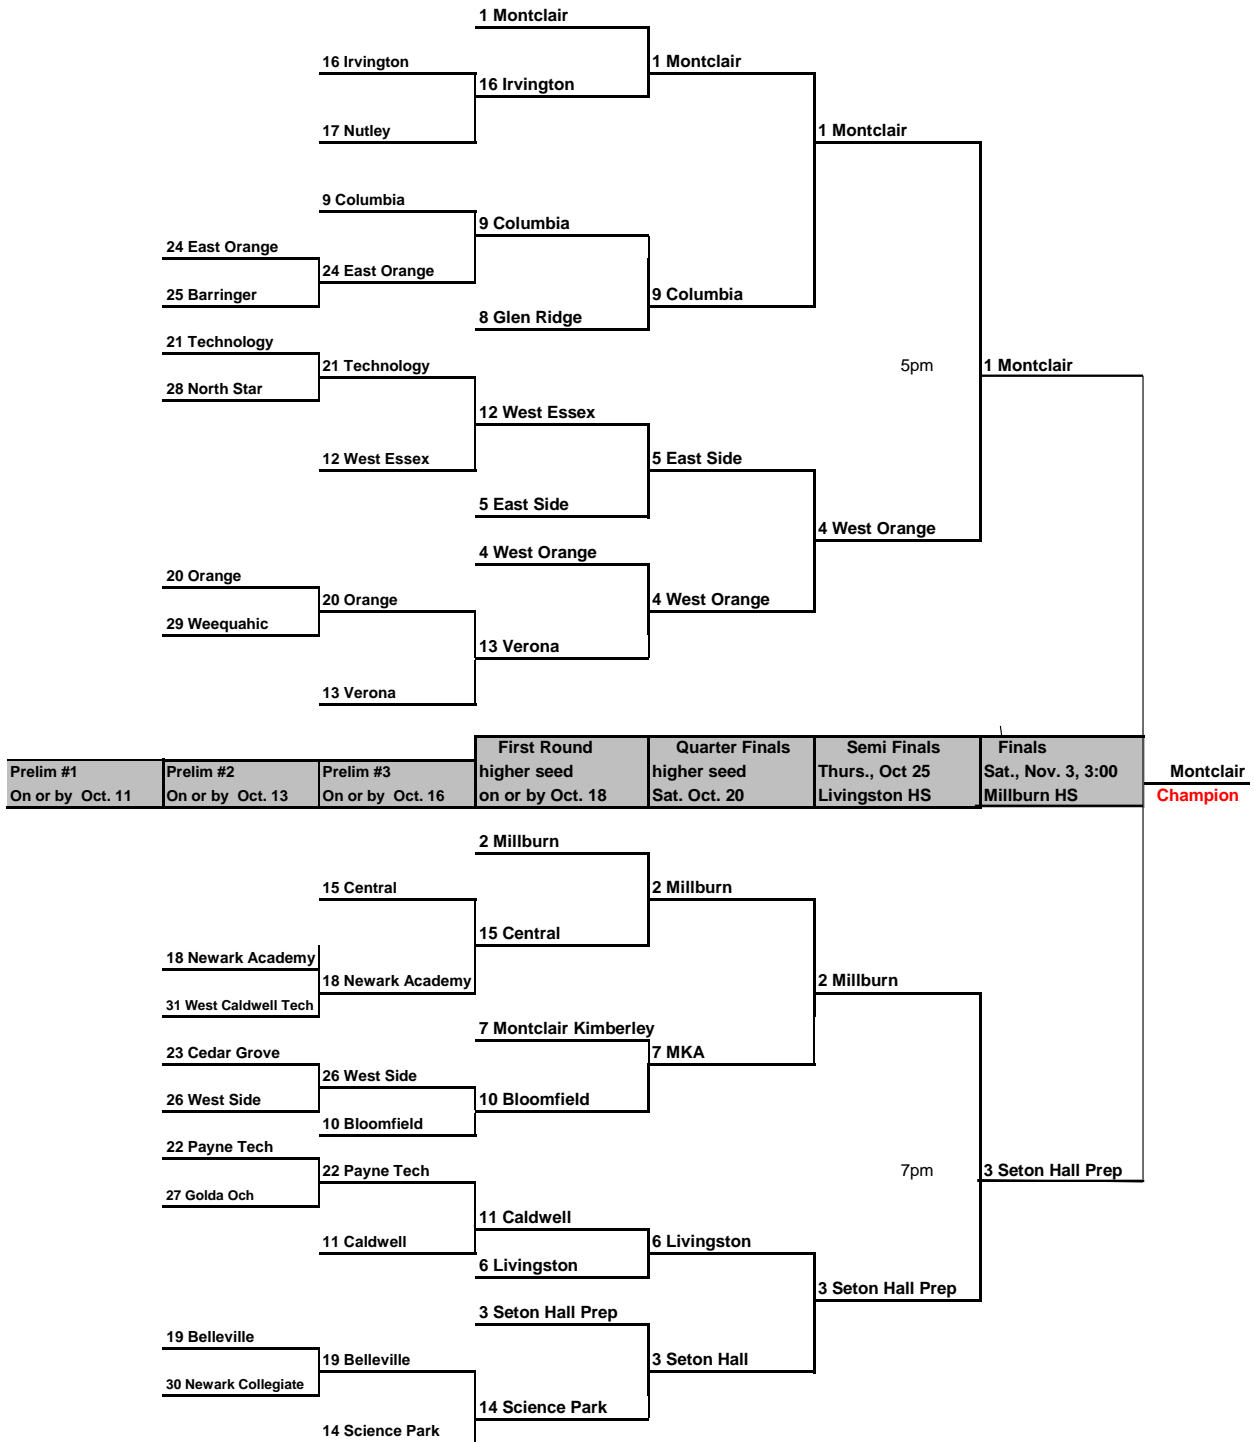 1 Montclair
16 Irvington
1 Montclair
16 Irvington
17 Nutley
1 Montclair
9 Columbia
9 Columbia
24 East Orange
24 East Orange
25 Barringer
9 Columbia
8 Glen Ridge
21 Technology
21 Technology
5pm
1 Montclair
28 North Star
12 West Essex
12 West Essex
5 East Side
5 East Side
4 West Orange
4 West Orange
20 Orange
20 Orange
4 West Orange
29 Weequahic
13 Verona
13 Verona
First Round
Quarter Finals
Semi Finals
Finals
Prelim #1
Prelim #2
Prelim #3
higher seed
higher seed
Thurs., Oct 25
Sat., Nov. 3, 3:00
Montclair
On or by Oct. 11
On or by Oct. 13
On or by Oct. 16
on or by Oct. 18
Sat. Oct. 20
Livingston HS
Millburn HS
Champion
2 Millburn
15 Central
2 Millburn
15 Central
18 Newark Academy
18 Newark Academy
2 Millburn
31 West Caldwell Tech
7 Montclair Kimberley
23 Cedar Grove
7 MKA
26 West Side
26 West Side
10 Bloomfield
10 Bloomfield
22 Payne Tech
22 Payne Tech
7pm
3 Seton Hall Prep
27 Golda Och
11 Caldwell
11 Caldwell
6 Livingston
6 Livingston
3 Seton Hall Prep
3 Seton Hall Prep
19 Belleville
19 Belleville
3 Seton Hall
30 Newark Collegiate
14 Science Park
14 Science Park